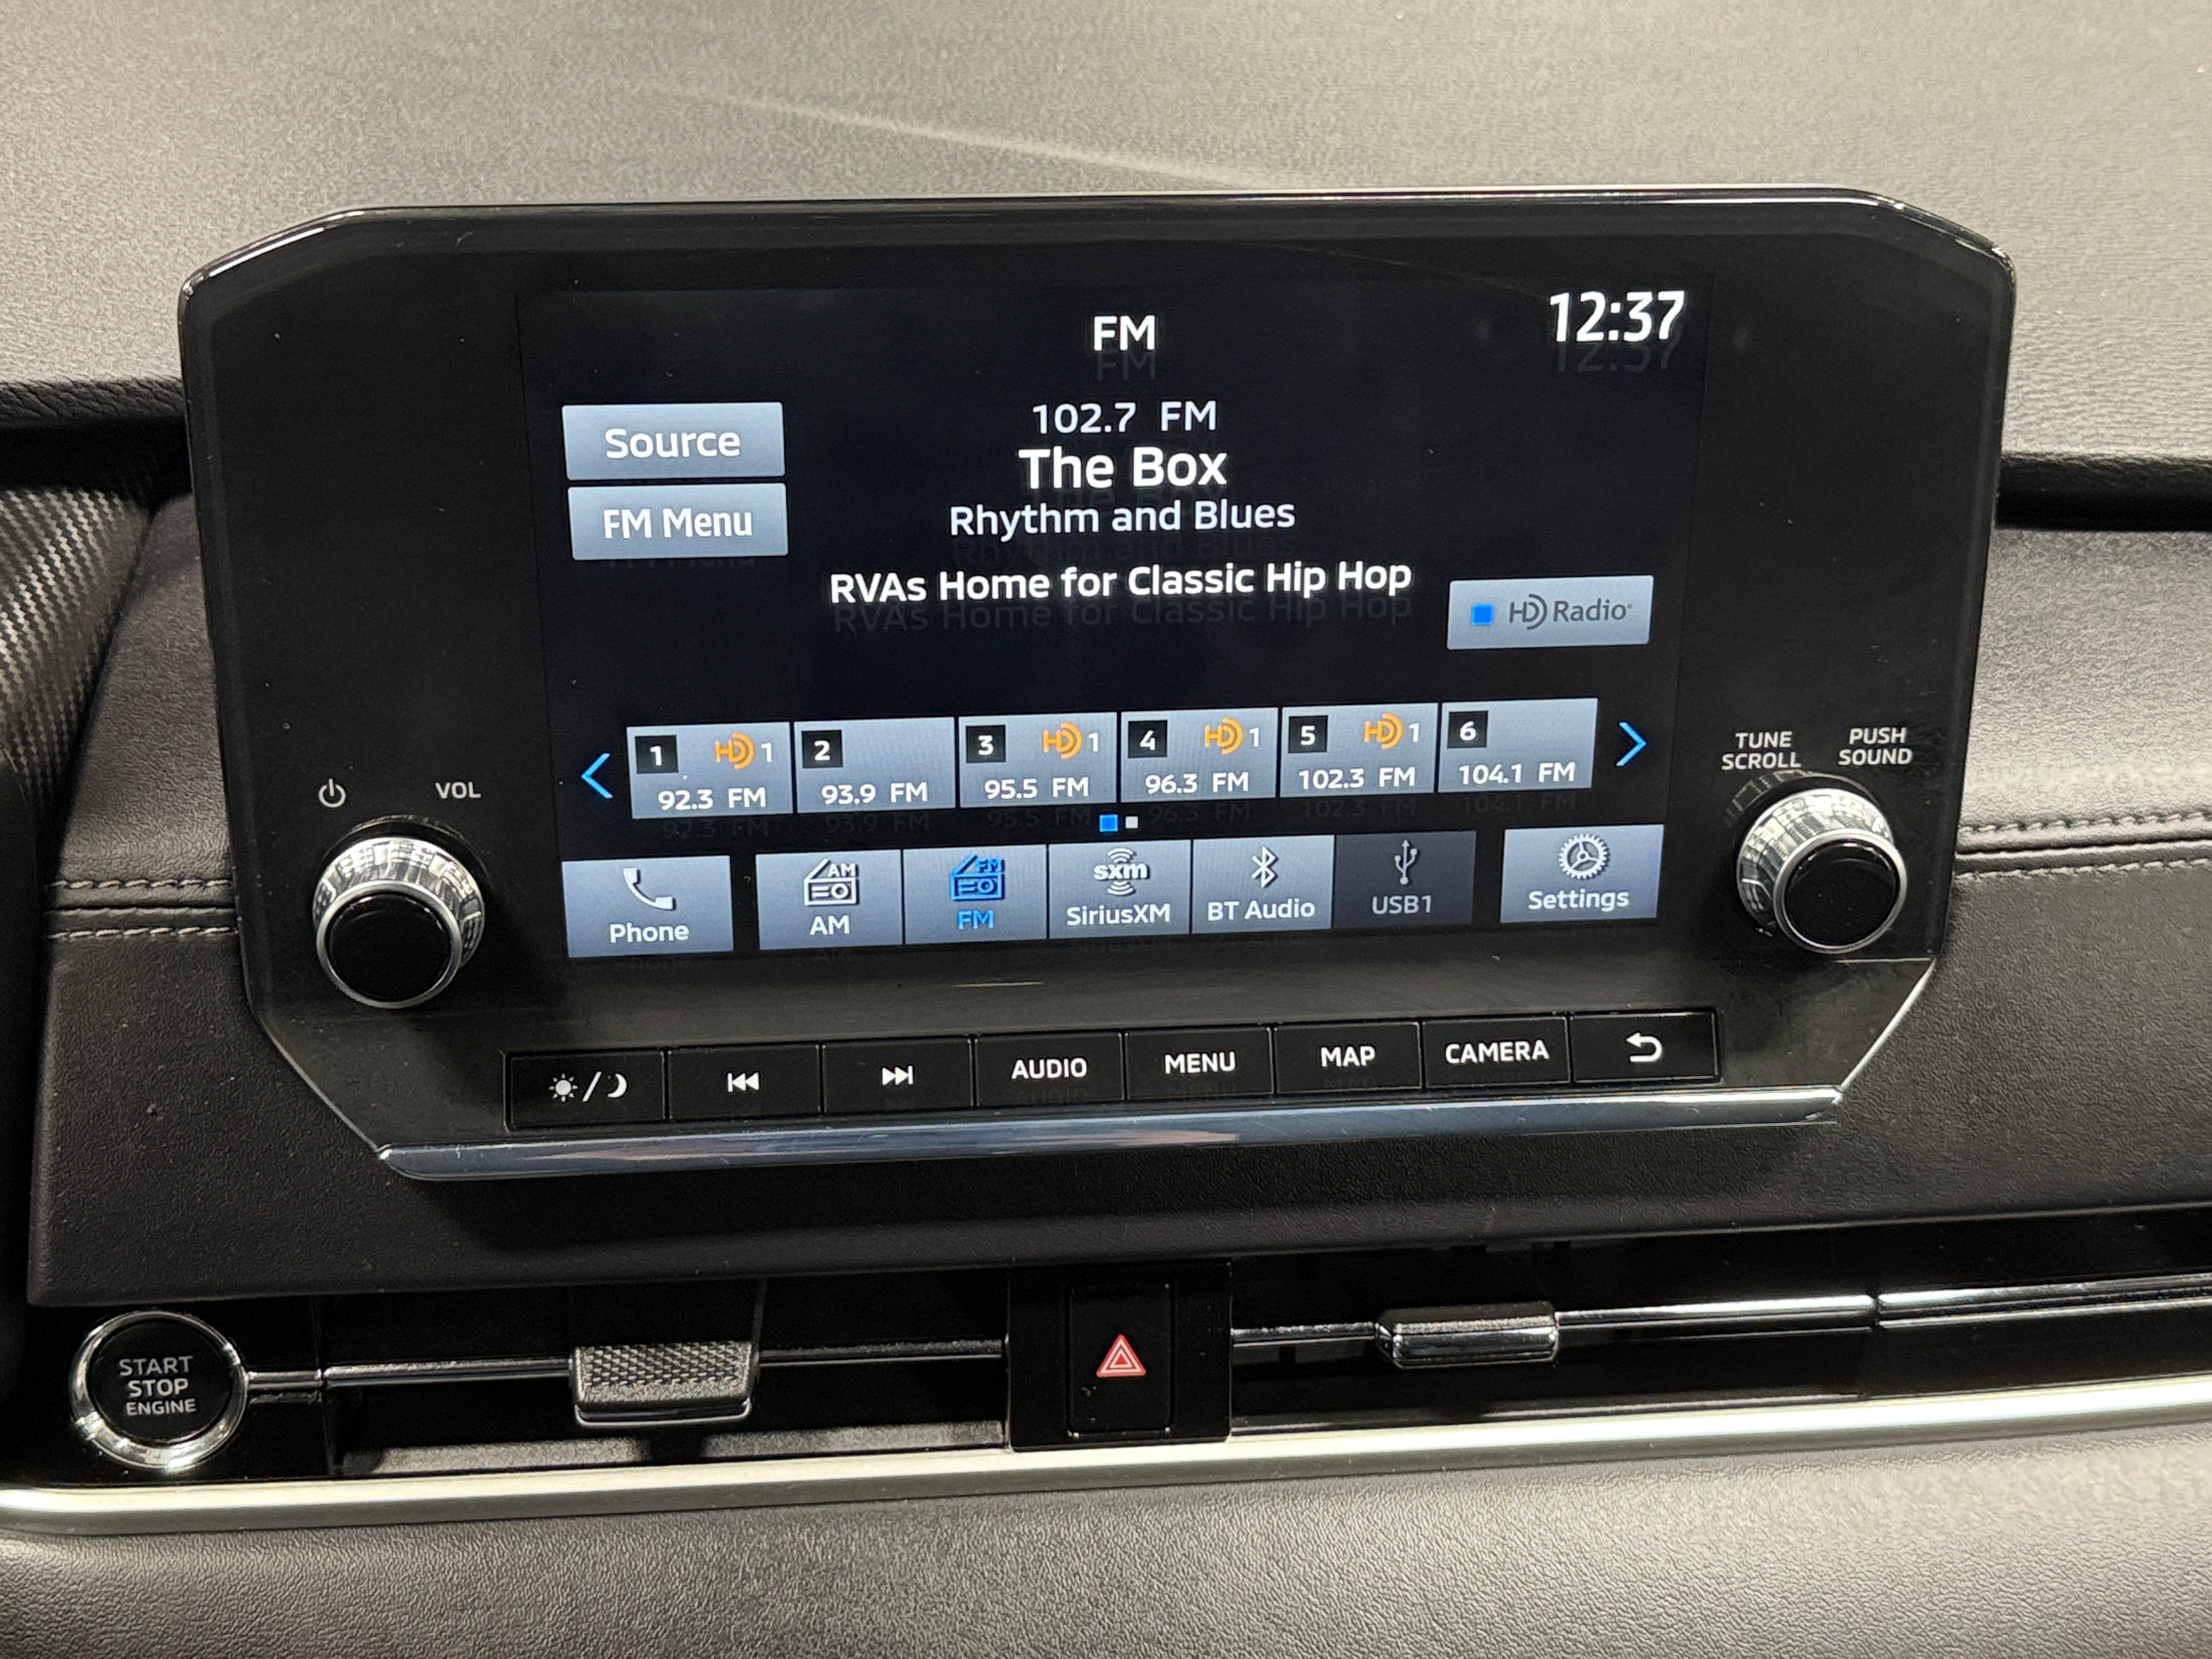 FM
12:37
Source
FM Menu
102.7 FM
The Box
Rhythm and Blues
RVAs Home for Classic Hip Hop
HD Radio
1 HD 1
92.3 FM
2
93.9 FM
3 HD 1
95.5 FM
4 HD 1
96.3 FM
5 HD 1
102.3 FM
6
104.1 FM
VOL
TUNE
SCROLL
PUSH
SOUND
Phone
AM
AM
FM
FM
sxm
SiriusXM
BT Audio
USB1
Settings
AUDIO
MENU
MAP
CAMERA
START
STOP
ENGINE